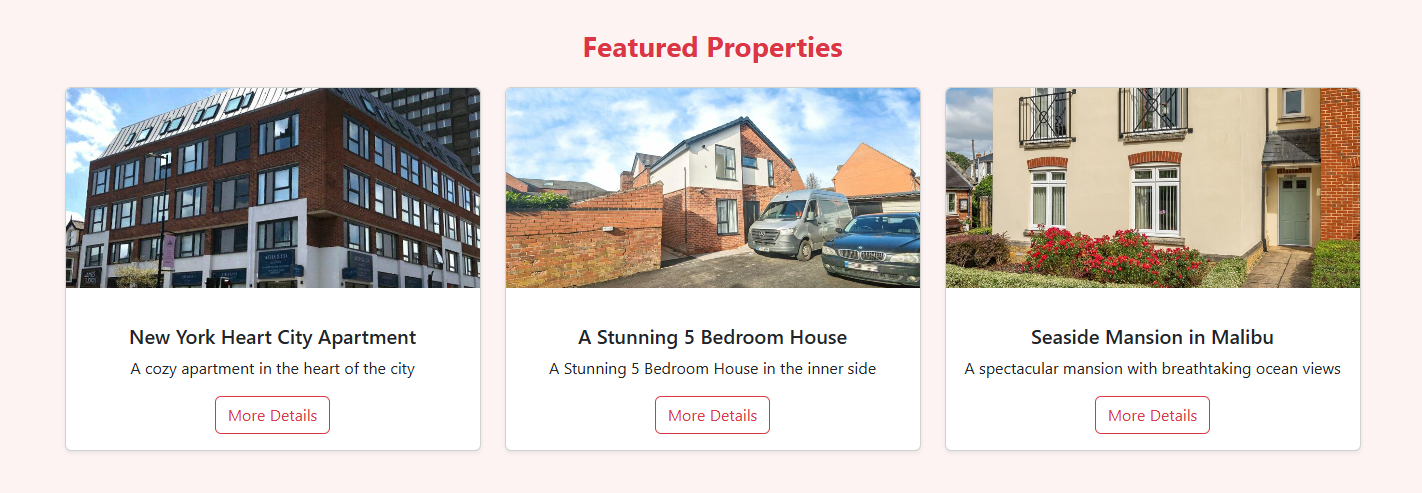 Featured Properties
New York Heart City Apartment
A cozy apartment in the heart of the city
More Details
A Stunning 5 Bedroom House
A Stunning 5 Bedroom House in the inner side
More Details
Seaside Mansion in Malibu
A spectacular mansion with breathtaking ocean views
More Details